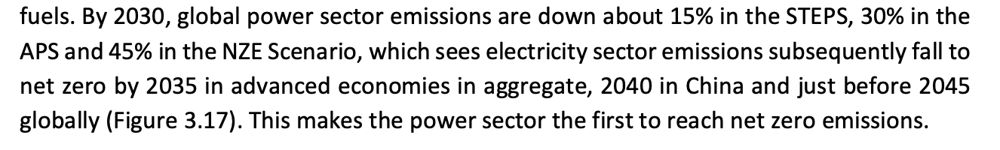 fuels. By 2030, global power sector emissions are down about 15% in the STEPS, 30% in the
APS and 45% in the NZE Scenario, which sees electricity sector emissions subsequently fall to
net zero by 2035 in advanced economies in aggregate, 2040 in China and just before 2045
globally (Figure 3.17). This makes the power sector the first to reach net zero emissions.